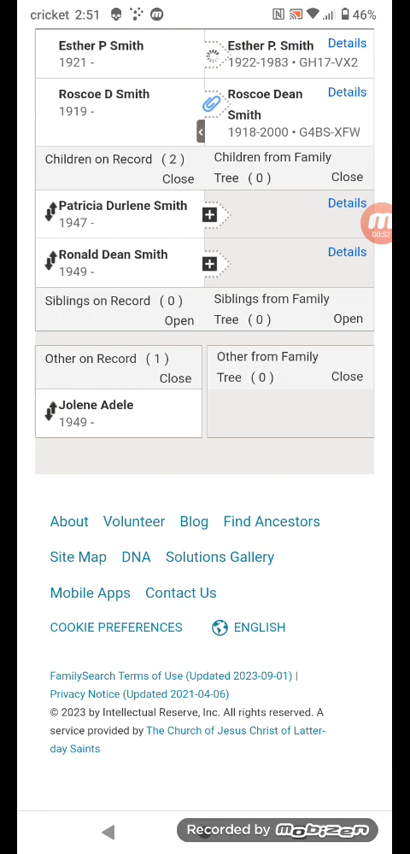 cricket 2:51 46%
Esther P Smith
1921 -
Esther P. Smith Details
1922-1983 • GH17-VX2
Roscoe D Smith
1919 -
Roscoe Dean Details
Smith
1918-2000 • G4BS-XFW
Children on Record ( 2 )
Close
Children from Family
Tree ( 0 ) Close
Patricia Durlene Smith
1947 -
Details
00:52
Ronald Dean Smith
1949 -
Details
Siblings on Record ( 0 )
Open
Siblings from Family
Tree ( 0 ) Open
Other on Record ( 1 )
Close
Other from Family
Tree ( 0 ) Close
Jolene Adele
1949 -
About Volunteer Blog Find Ancestors
Site Map DNA Solutions Gallery
Mobile Apps Contact Us
COOKIE PREFERENCES ENGLISH
FamilySearch Terms of Use (Updated 2023-09-01) |
Privacy Notice (Updated 2021-04-06)
© 2023 by Intellectual Reserve, Inc. All rights reserved. A
service provided by The Church of Jesus Christ of Latter-
day Saints
Recorded by mobizen